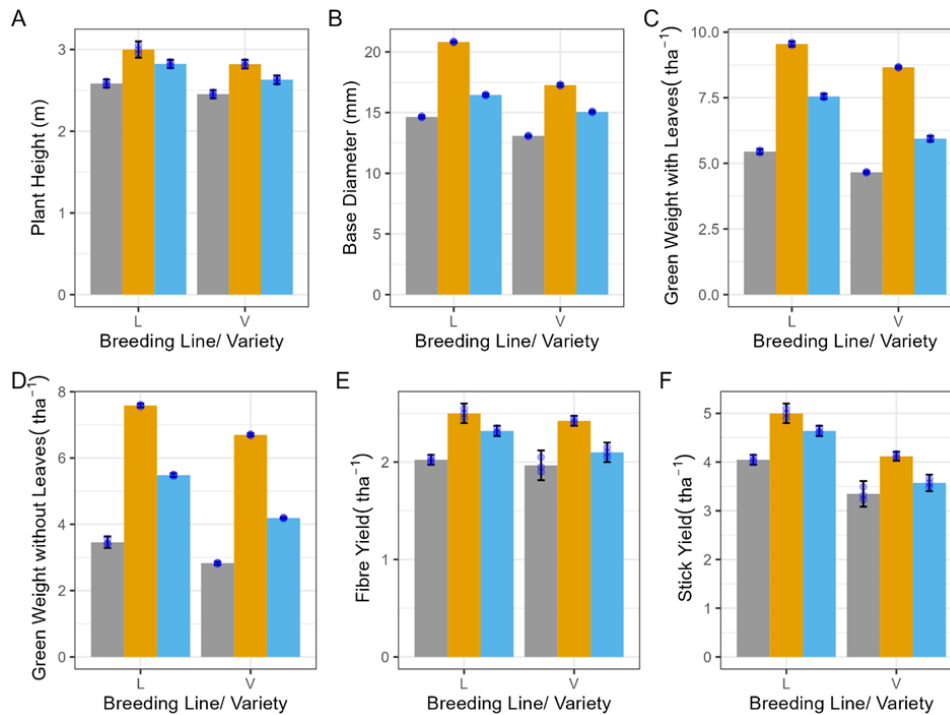 A
Plant Height (m)
3
2
1
0
L
V
Breeding Line/ Variety
B
Base Diameter (mm)
20
15
10
5
0
L
V
Breeding Line/ Variety
C
Green Weight with Leaves( tha⁻¹)
10.0
7.5
5.0
2.5
0.0
L
V
Breeding Line/ Variety
D
Green Weight without Leaves( tha⁻¹)
8
6
4
2
0
L
V
Breeding Line/ Variety
E
Fibre Yield( tha⁻¹)
2
1
0
L
V
Breeding Line/ Variety
F
Stick Yield( tha⁻¹)
5
4
3
2
1
0
L
V
Breeding Line/ Variety